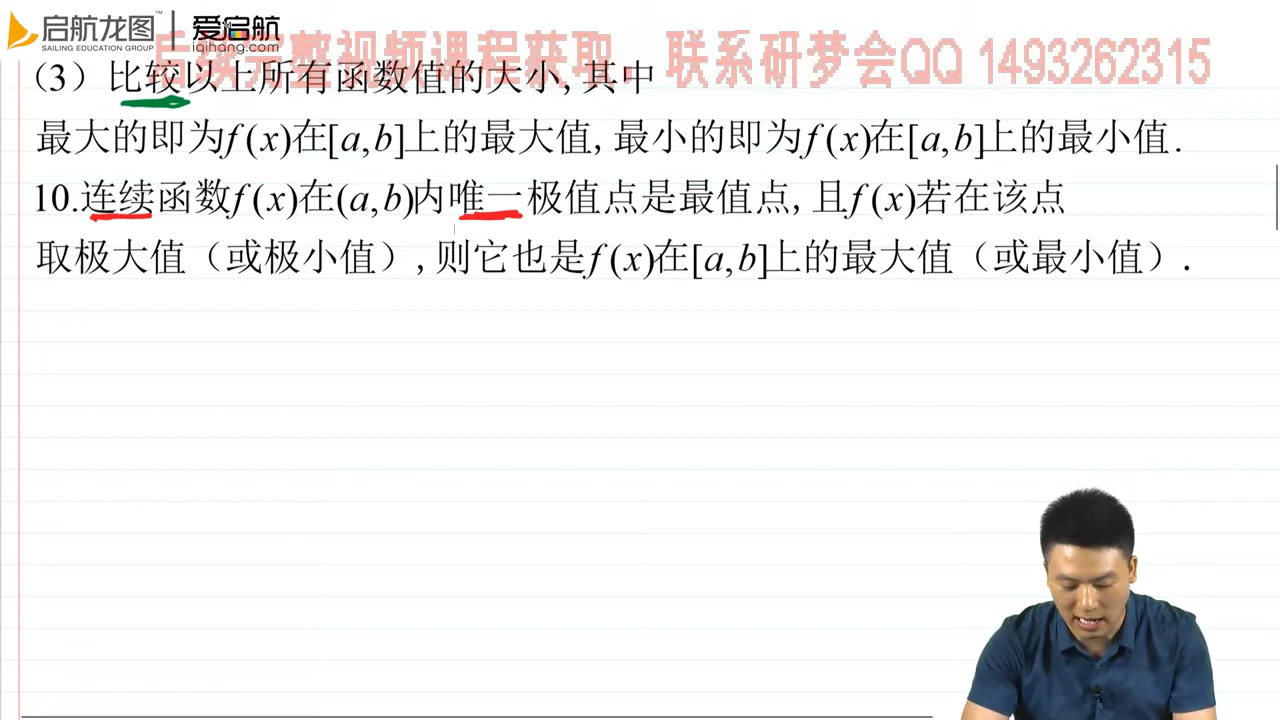 启航龙图™ | 爱启航
SAILING EDUCATION GROUP iqihang.com
后续完整视频课程获取，联系研梦会QQ 1493262315
（3）比较以上所有函数值的大小, 其中
最大的即为f (x)在[a,b]上的最大值, 最小的即为f (x)在[a,b]上的最小值.
10.连续函数f (x)在(a,b)内唯一极值点是最值点, 且f (x)若在该点
取极大值（或极小值）, 则它也是f (x)在[a,b]上的最大值（或最小值）.